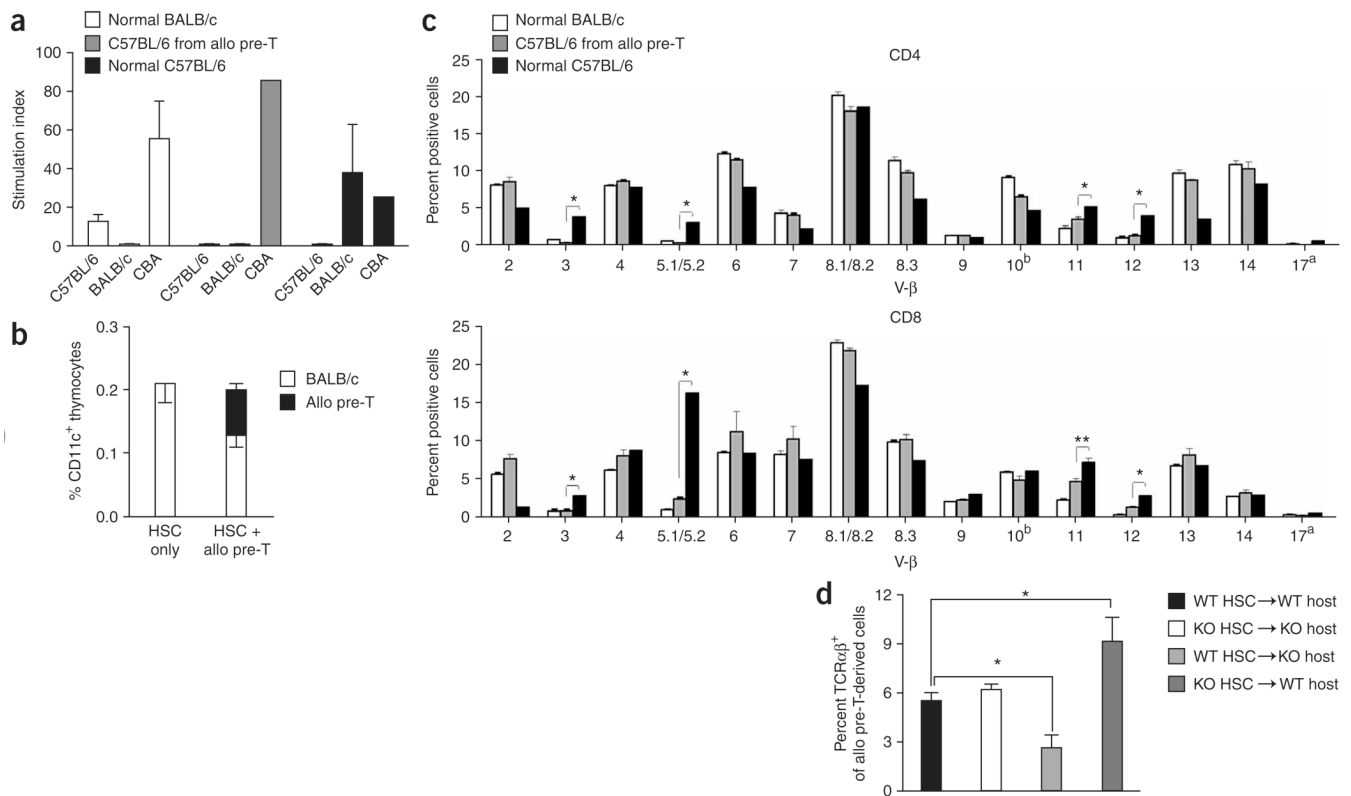 a
Normal BALB/c
C57BL/6 from allo pre-T
Normal C57BL/6
Stimulation index
100
80
60
40
20
0
C57BL/6
BALB/c
CBA
C57BL/6
BALB/c
CBA
C57BL/6
BALB/c
CBA
b
% CD11c+ thymocytes
0.3
0.2
0.1
0.0
HSC only
HSC + allo pre-T
BALB/c
Allo pre-T
c
Normal BALB/c
C57BL/6 from allo pre-T
Normal C57BL/6
CD4
Percent positive cells
25
20
15
10
5
0
* * * *
2 3 4 5.1/5.2 6 7 8.1/8.2 8.3 9 10b 11 12 13 14 17a
V-β
CD8
Percent positive cells
25
20
15
10
5
0
* * ** *
2 3 4 5.1/5.2 6 7 8.1/8.2 8.3 9 10b 11 12 13 14 17a
V-β
d
Percent TCRαβ+
of allo pre-T-derived cells
12
9
6
3
0
*
*
WT HSC→WT host
KO HSC→KO host
WT HSC→KO host
KO HSC→WT host